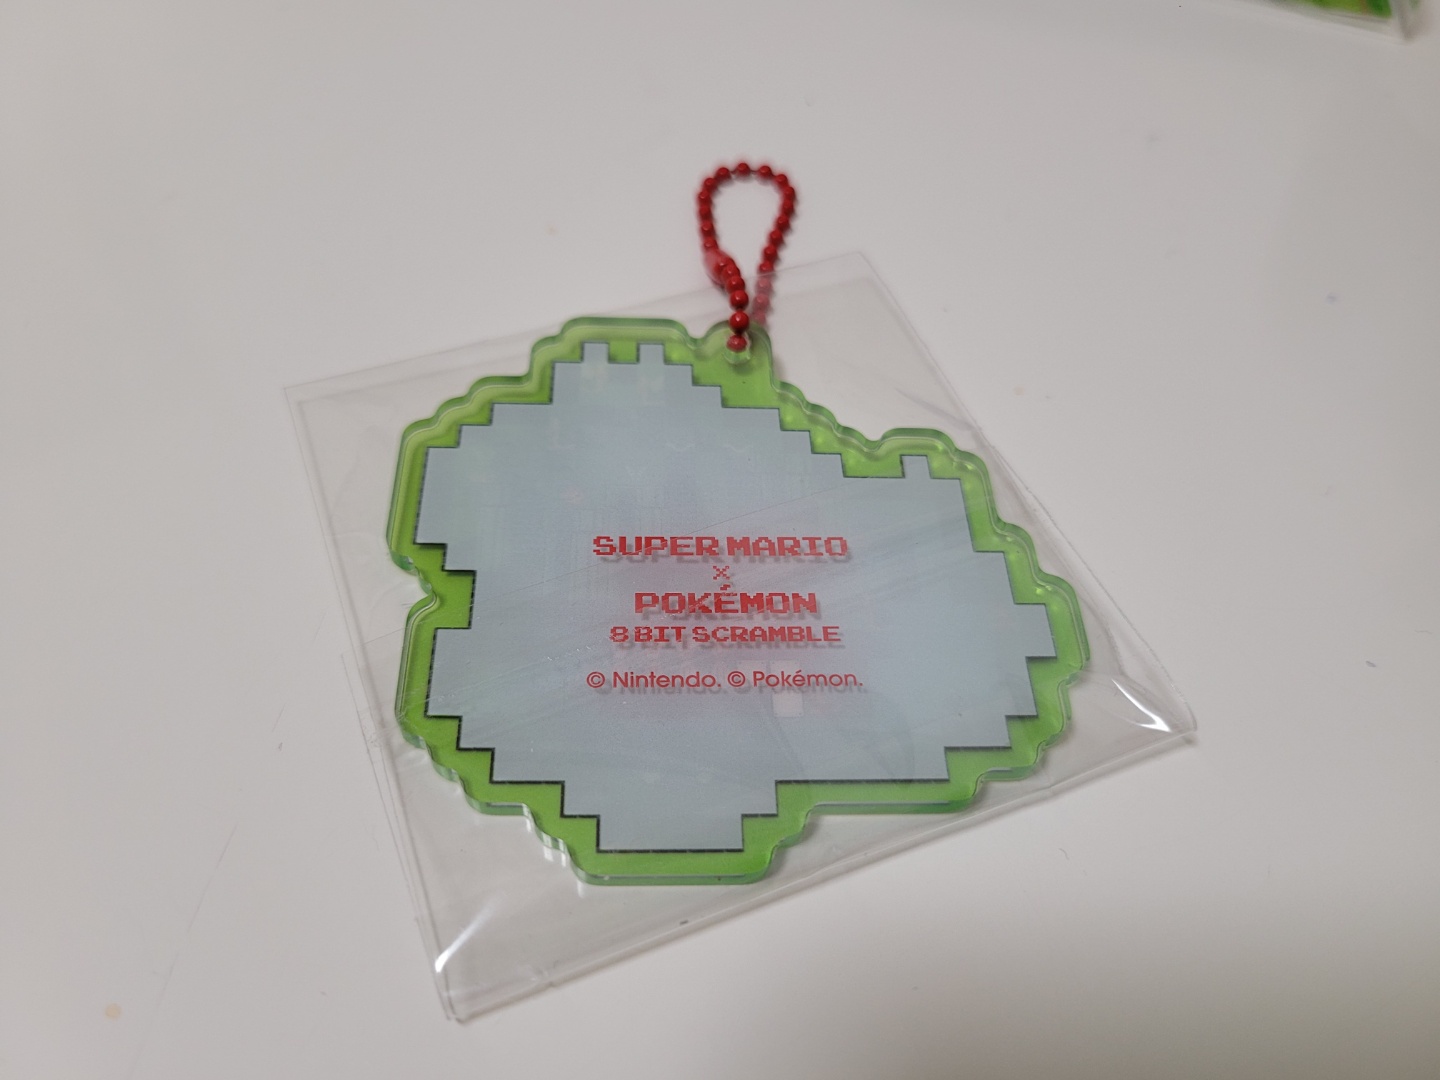 SUPER MARIO
×
POKÉMON
8 BIT SCRAMBLE
© Nintendo. © Pokémon.